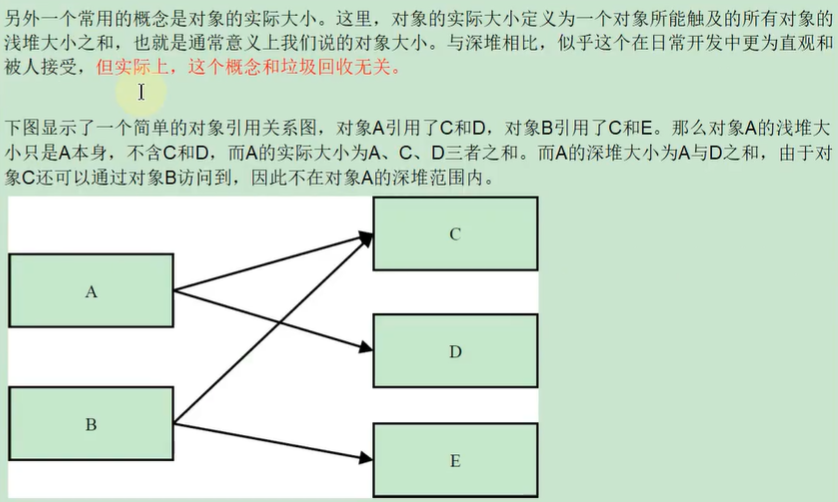 另外一个常用的概念是对象的实际大小。这里，对象的实际大小定义为一个对象所能触及的所有对象的
浅堆大小之和，也就是通常意义上我们说的对象大小。与深堆相比，似乎这个在日常开发中更为直观和
被人接受，但实际上，这个概念和垃圾回收无关。
下图显示了一个简单的对象引用关系图，对象A引用了C和D，对象B引用了C和E。那么对象A的浅堆大
小只是A本身，不含C和D，而A的实际大小为A、C、D三者之和。而A的深堆大小为A与D之和，由于对
象C还可以通过对象B访问到，因此不在对象A的深堆范围内。
C
A
D
B
E